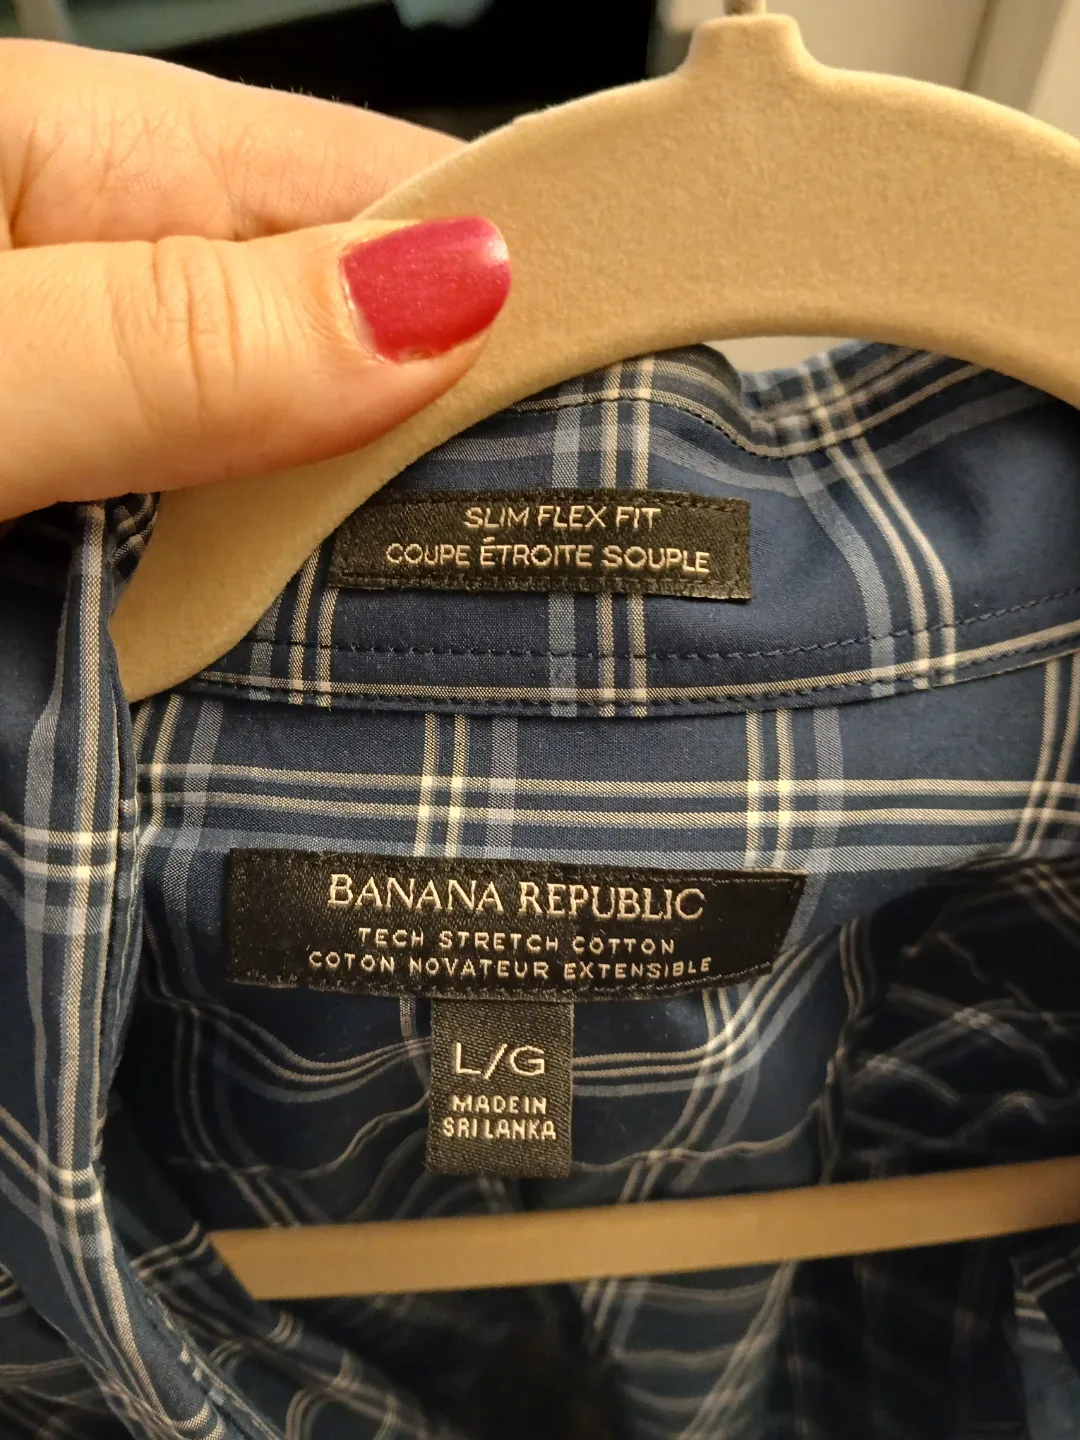 SLIM FLEX FIT
COUPE ÉTROITE SOUPLE
BANANA REPUBLIC
TECH STRETCH COTTON
COTON NOVATEUR EXTENSIBLE
L/G
MADE IN
SRI LANKA